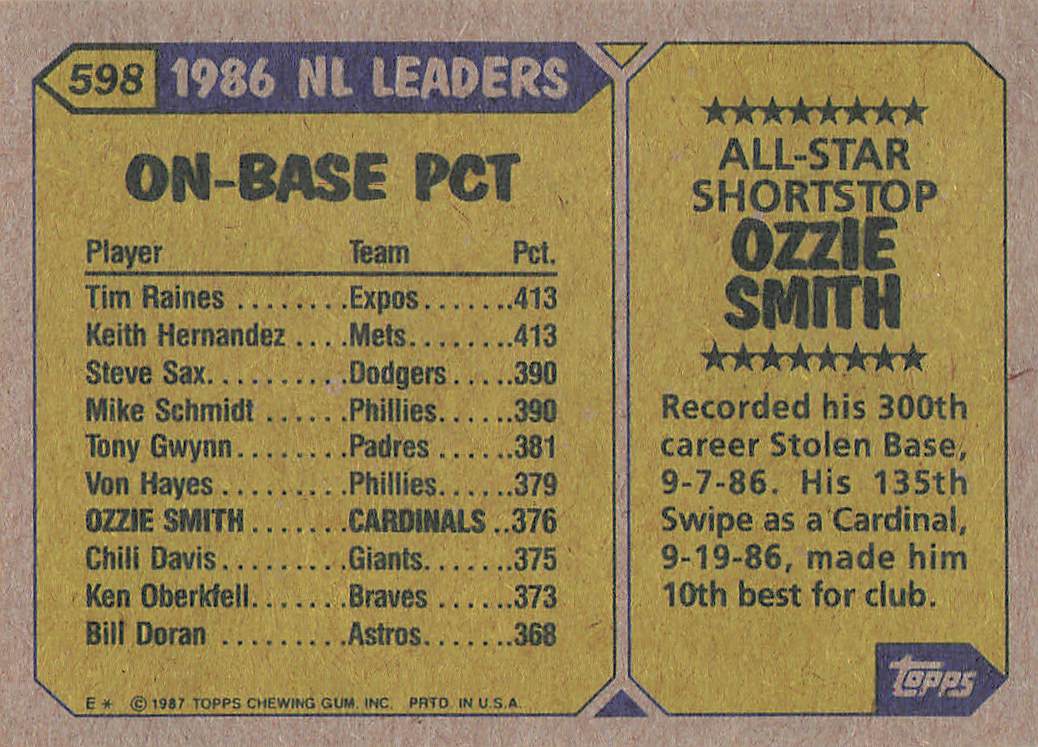 598 1986 NL LEADERS
ON-BASE PCT
Player Team Pct.
Tim Raines ........Expos.......413
Keith Hernandez ....Mets........413
Steve Sax..........Dodgers.....390
Mike Schmidt ......Phillies......390
Tony Gwynn........Padres ......381
Von Hayes.........Phillies......379
OZZIE SMITH.......CARDINALS..376
Chili Davis.........Giants.......375
Ken Oberkfell.......Braves ......373
Bill Doran .........Astros.......368
E * © 1987 TOPPS CHEWING GUM, INC. PRTD. IN U.S.A.
ALL-STAR
SHORTSTOP
OZZIE
SMITH
Recorded his 300th
career Stolen Base,
9-7-86. His 135th
Swipe as a Cardinal,
9-19-86, made him
10th best for club.
Topps